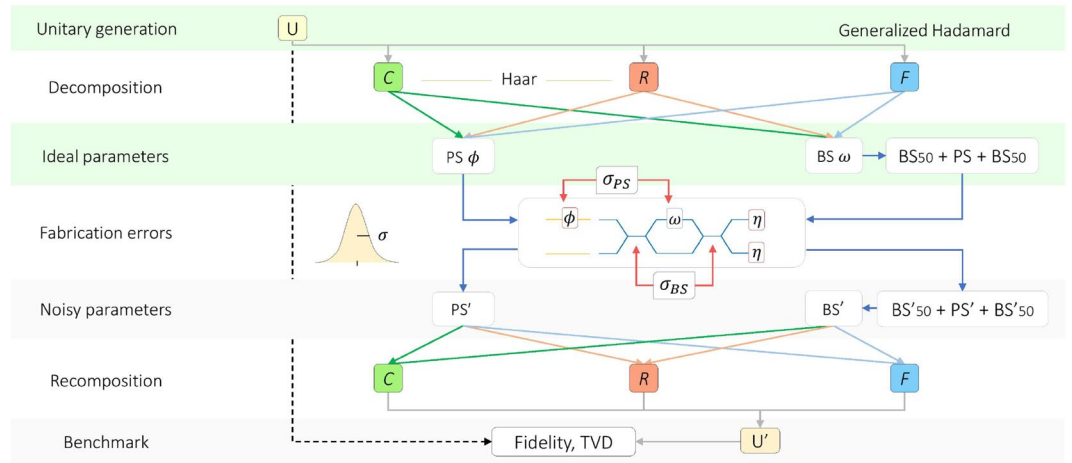 Unitary generation
U
Generalized Hadamard
Decomposition
C
Haar
R
F
Ideal parameters
PS ϕ
BS ω
BS50 + PS + BS50
σPS
Fabrication errors
σ
ϕ
ω
η
η
σBS
Noisy parameters
PS′
BS′
BS′50 + PS′ + BS′50
Recomposition
C
R
F
Benchmark
Fidelity, TVD
U′